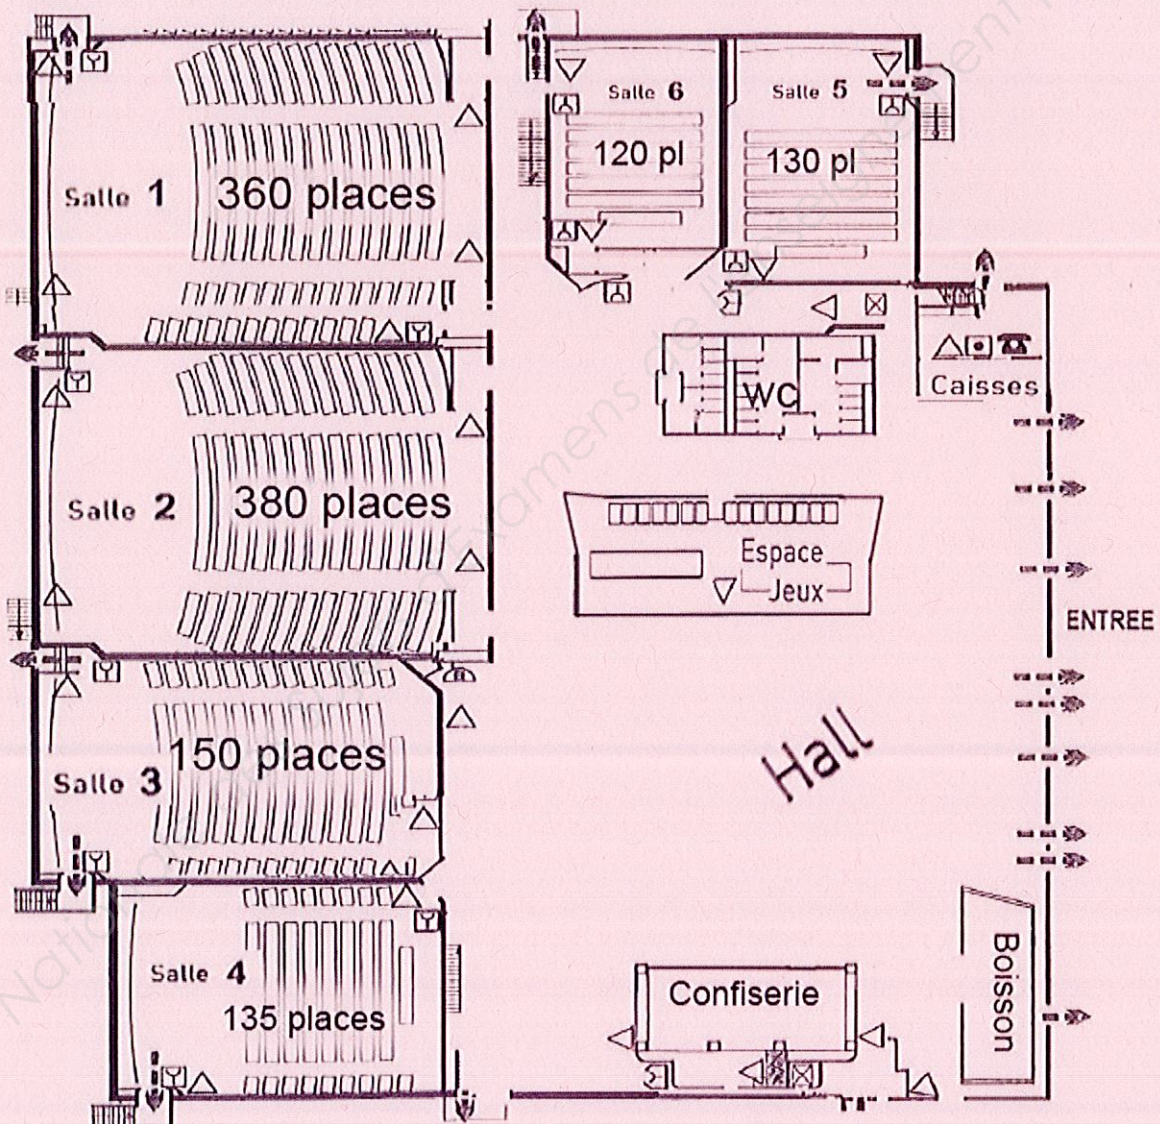 Salle 6
Salle 5
120 pl
130 pl
Salle 1
360 places
WC
Caisses
Salle 2
380 places
Espace
Jeux
ENTREE
Salle 3
150 places
Hall
Salle 4
135 places
Confiserie
Boisson